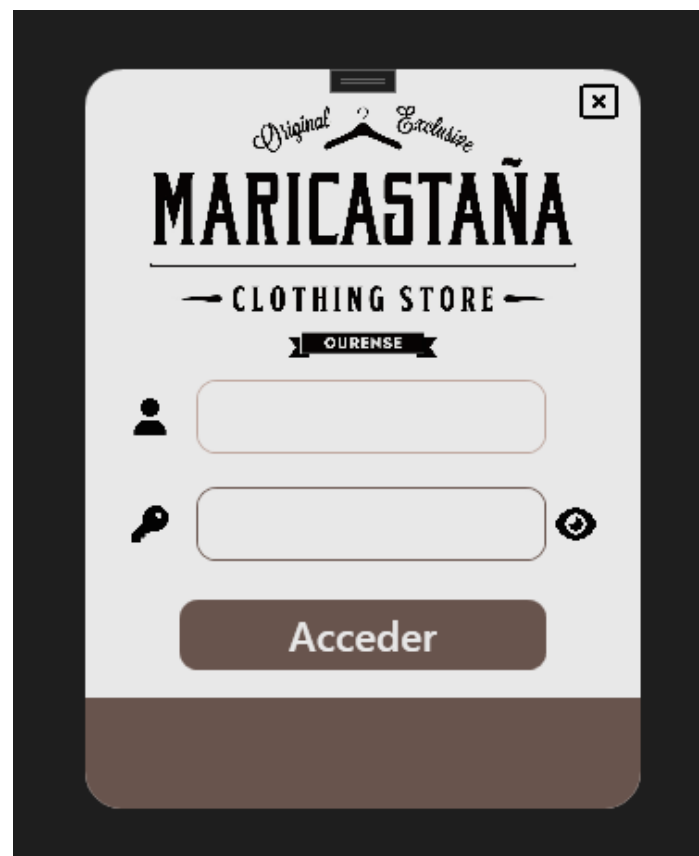 Original Exclusive
MARICASTAÑA
CLOTHING STORE
OURENSE
Acceder